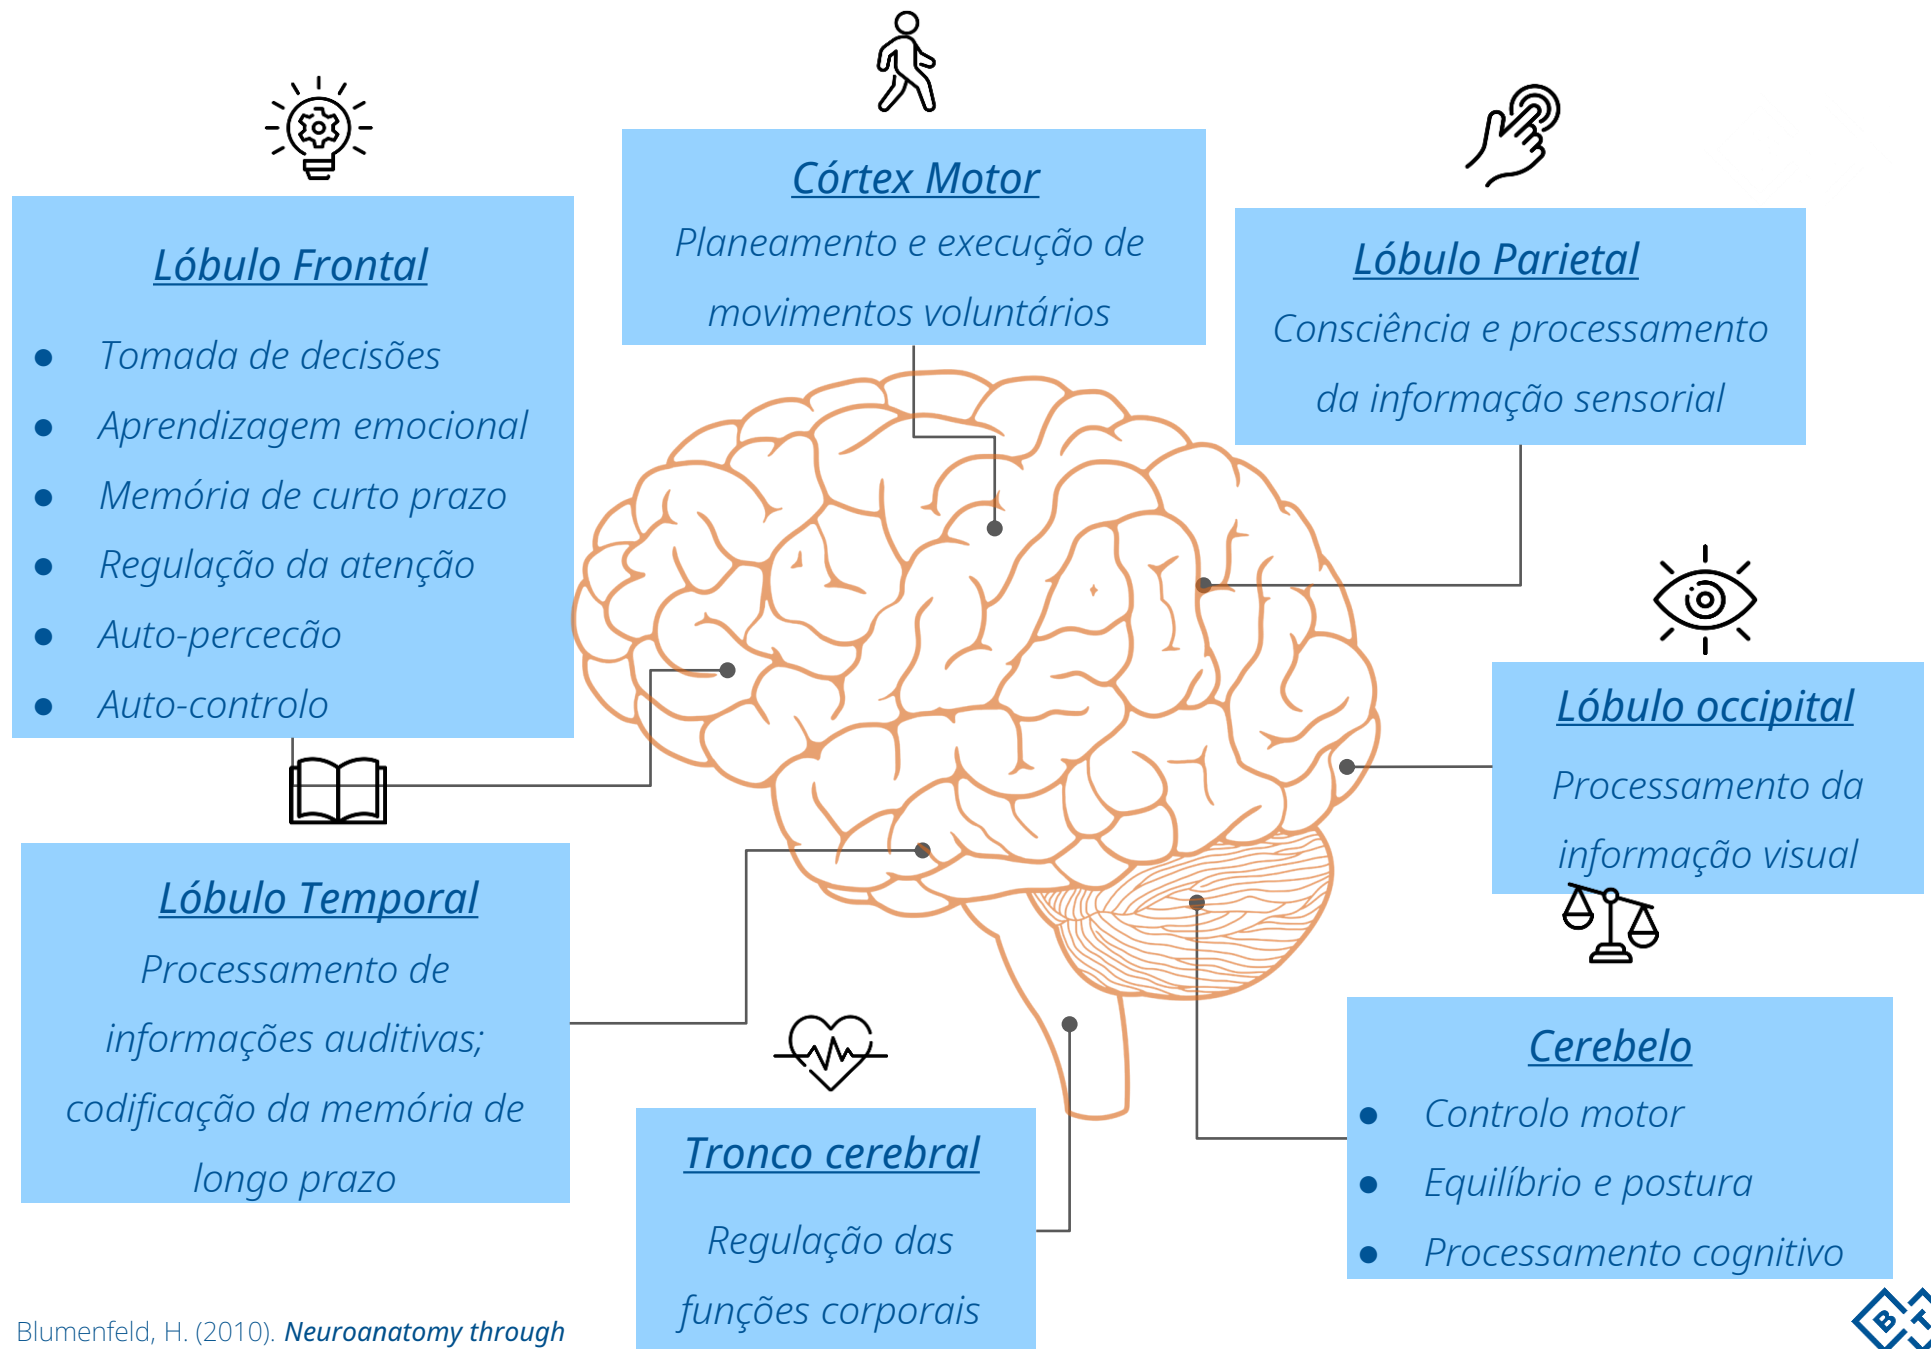 Córtex Motor
Planeamento e execução de
movimentos voluntários
Lóbulo Frontal
● Tomada de decisões
● Aprendizagem emocional
● Memória de curto prazo
● Regulação da atenção
● Auto-percecão
● Auto-controlo
Lóbulo Parietal
Consciência e processamento
da informação sensorial
Lóbulo occipital
Processamento da
informação visual
Lóbulo Temporal
Processamento de
informações auditivas;
codificação da memória de
longo prazo
Cerebelo
● Controlo motor
● Equilíbrio e postura
● Processamento cognitivo
Tronco cerebral
Regulação das
funções corporais
Blumenfeld, H. (2010). Neuroanatomy through
BT